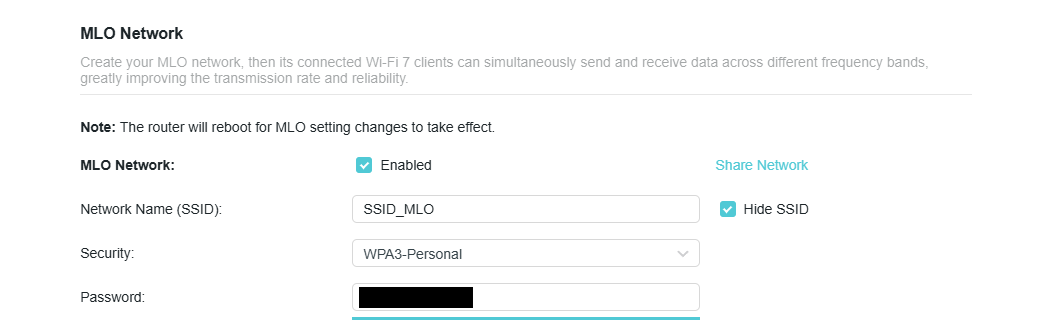 MLO Network
Create your MLO network, then its connected Wi-Fi 7 clients can simultaneously send and receive data across different frequency bands,
greatly improving the transmission rate and reliability.
Note: The router will reboot for MLO setting changes to take effect.
MLO Network: Enabled Share Network
Network Name (SSID): SSID_MLO Hide SSID
Security: WPA3-Personal
Password: